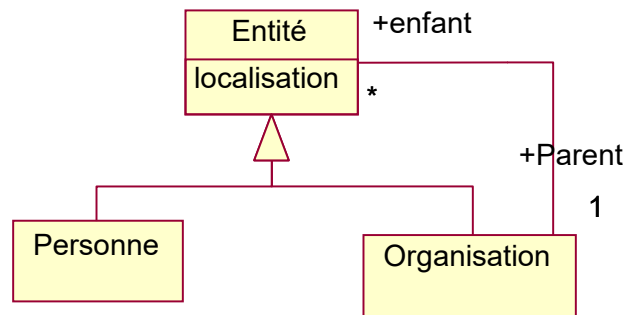 Entité
+enfant
localisation
*
+Parent
1
Personne
Organisation